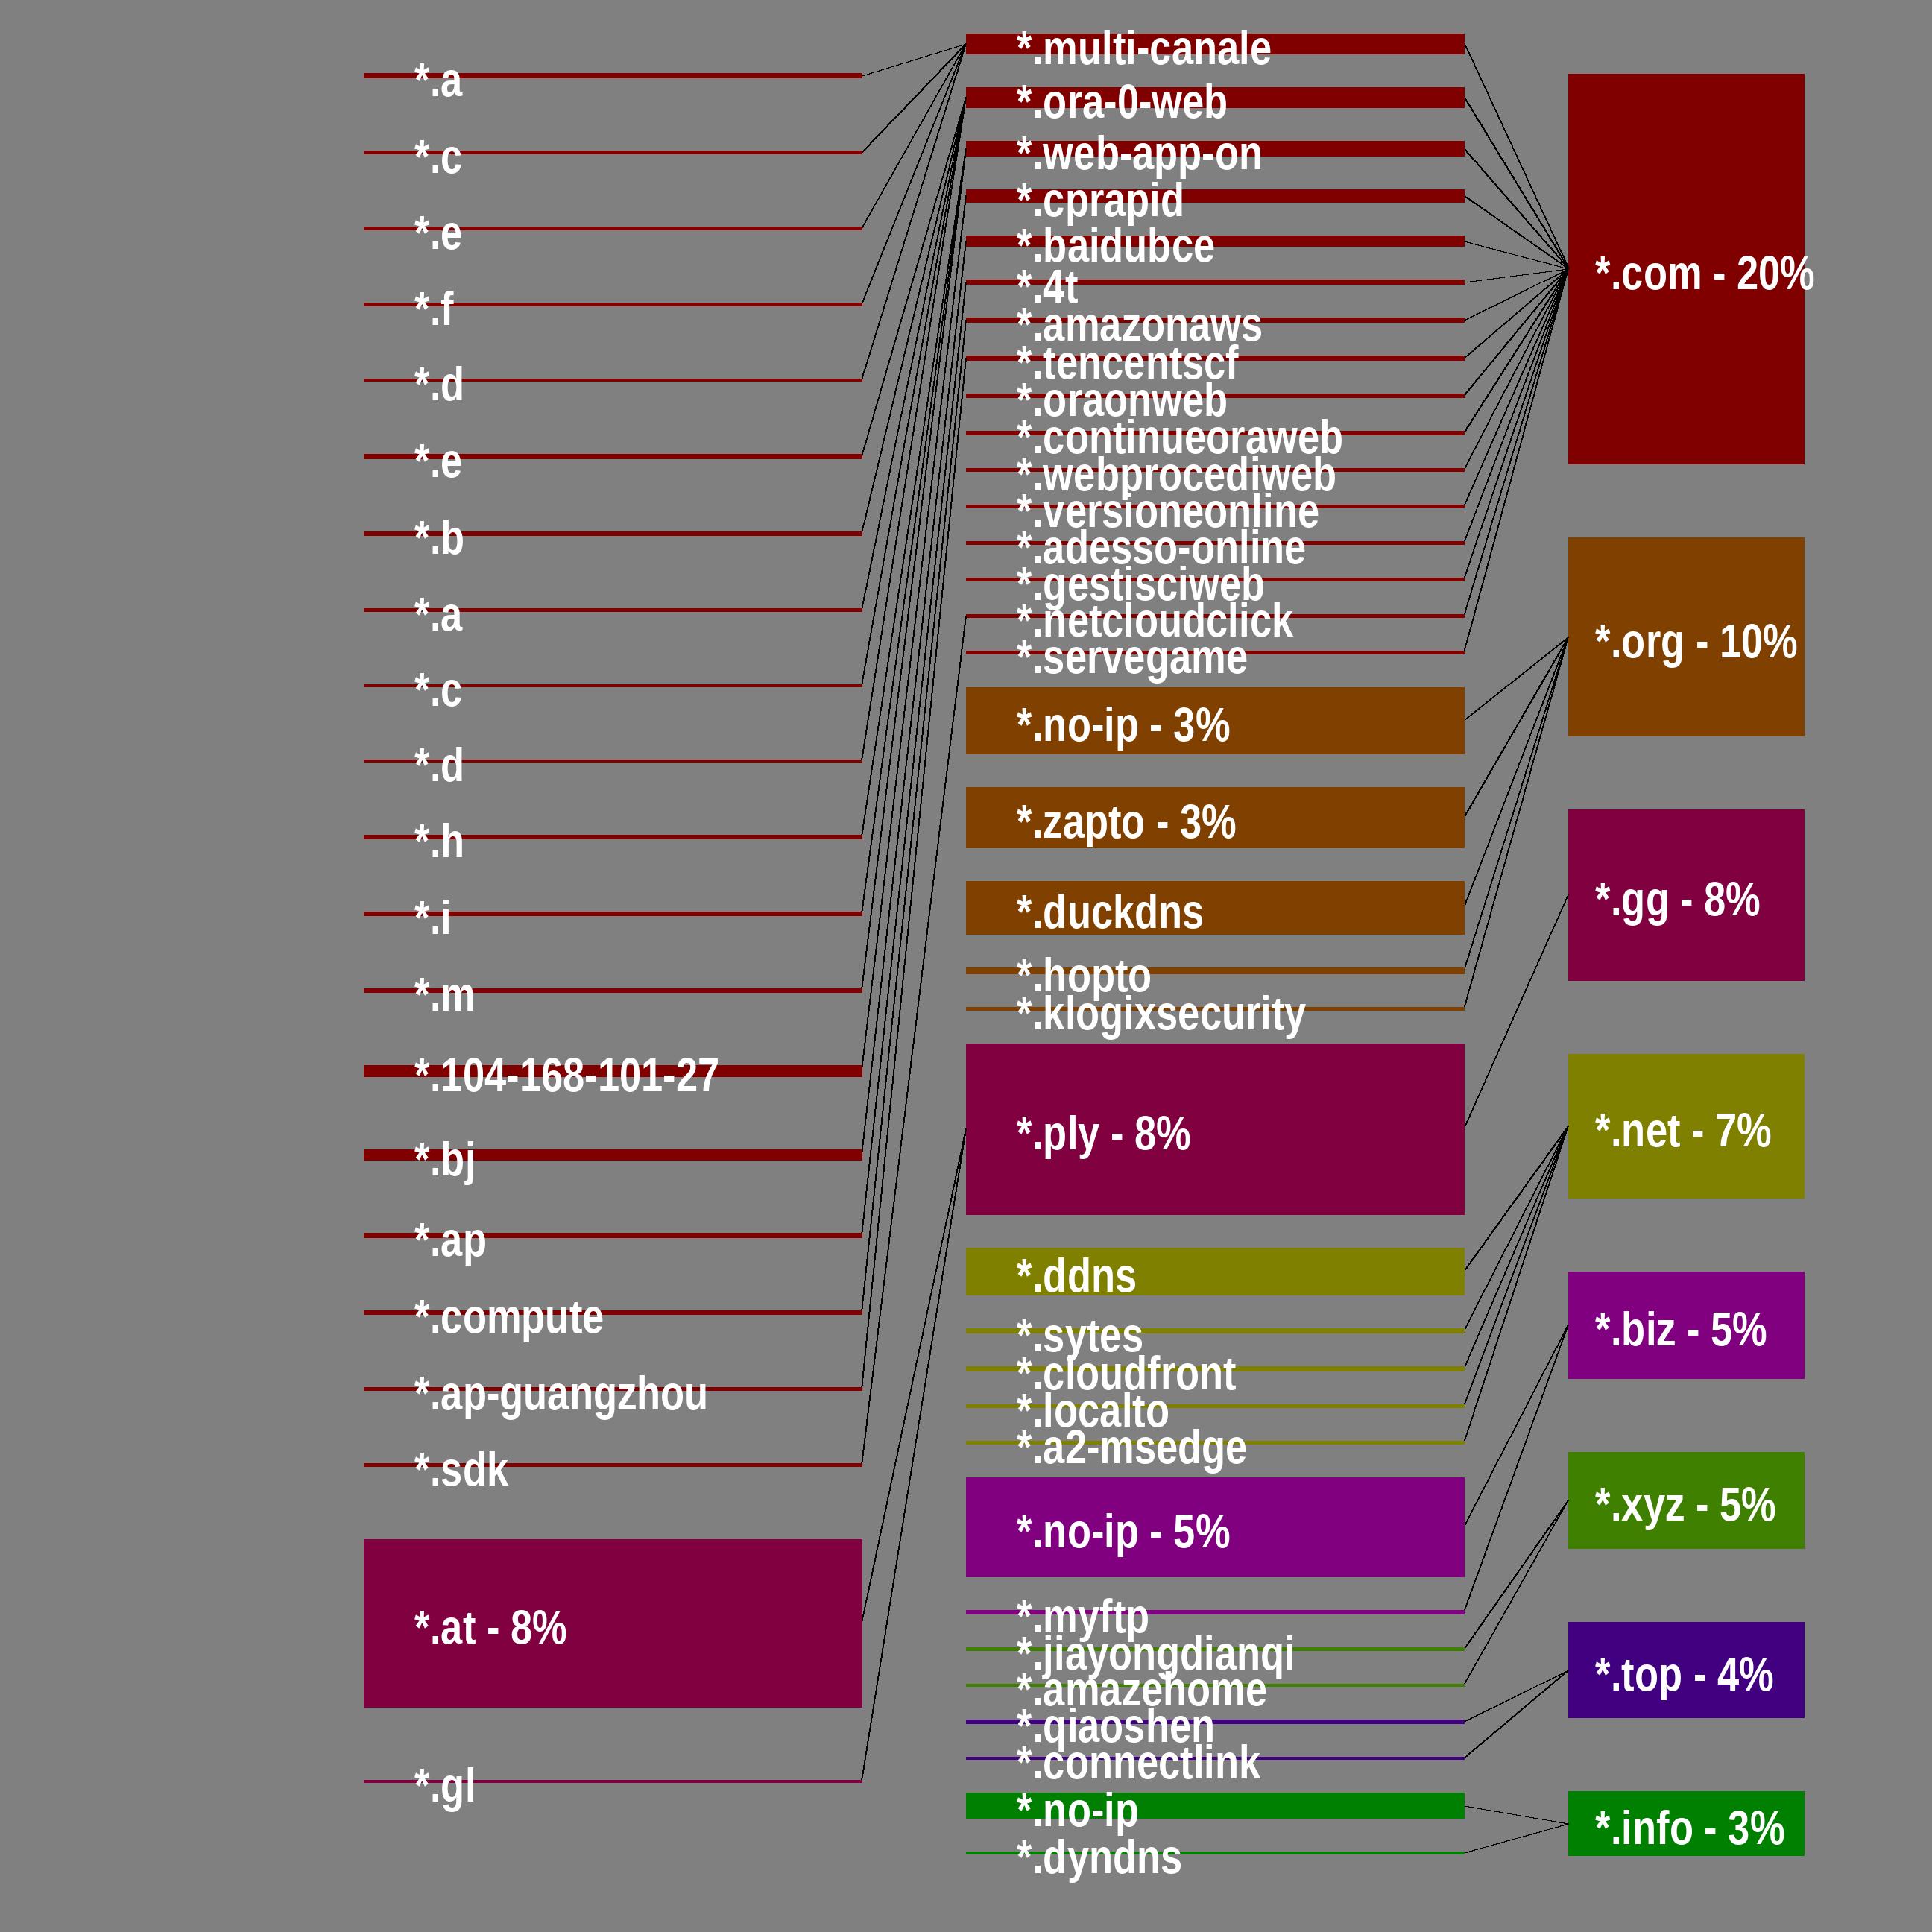 *.a
*.c
*.e
*.f
*.d
*.e
*.b
*.a
*.c
*.d
*.h
*.i
*.m
*.104-168-101-27
*.bj
*.ap
*.compute
*.ap-guangzhou
*.sdk
*.at - 8%
*.gl
*.multi-canale
*.ora-0-web
*.web-app-on
*.cprapid
*.baidubce
*.4t
*.amazonaws
*.tencentscf
*.oraonweb
*.continueoraweb
*.webprocediweb
*.versioneonline
*.adesso-online
*.gestisciweb
*.netcloudclick
*.servegame
*.no-ip - 3%
*.zapto - 3%
*.duckdns
*.hopto
*.klogixsecurity
*.ply - 8%
*.ddns
*.sytes
*.cloudfront
*.localto
*.a2-msedge
*.no-ip - 5%
*.myftp
*.jiayongdianqi
*.amazehome
*.qiaoshen
*.connectlink
*.no-ip
*.dyndns
*.com - 20%
*.org - 10%
*.gg - 8%
*.net - 7%
*.biz - 5%
*.xyz - 5%
*.top - 4%
*.info - 3%